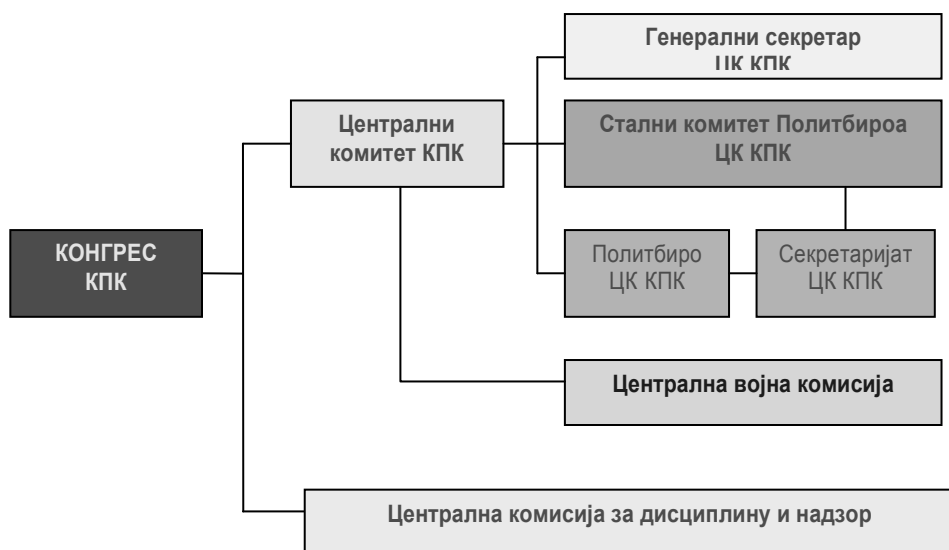 Генерални секретар
ЦК КПК
Централни
комитет КПК
Стални комитет Политбироа
ЦК КПК
КОНГРЕС
КПК
Политбиро
ЦК КПК
Секретаријат
ЦК КПК
Централна војна комисија
Централна комисија за дисциплину и надзор